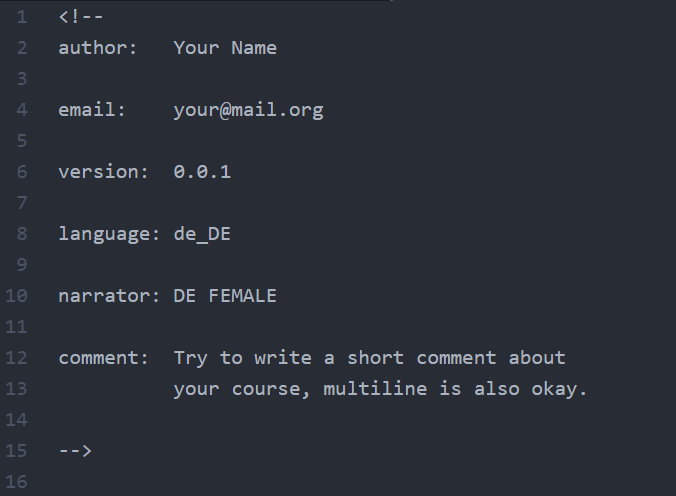 1 <!--
2 author:   Your Name
3
4 email:    your@mail.org
5
6 version:  0.0.1
7
8 language: de_DE
9
10 narrator: DE FEMALE
11
12 comment:  Try to write a short comment about
13           your course, multiline is also okay.
14
15 -->
16